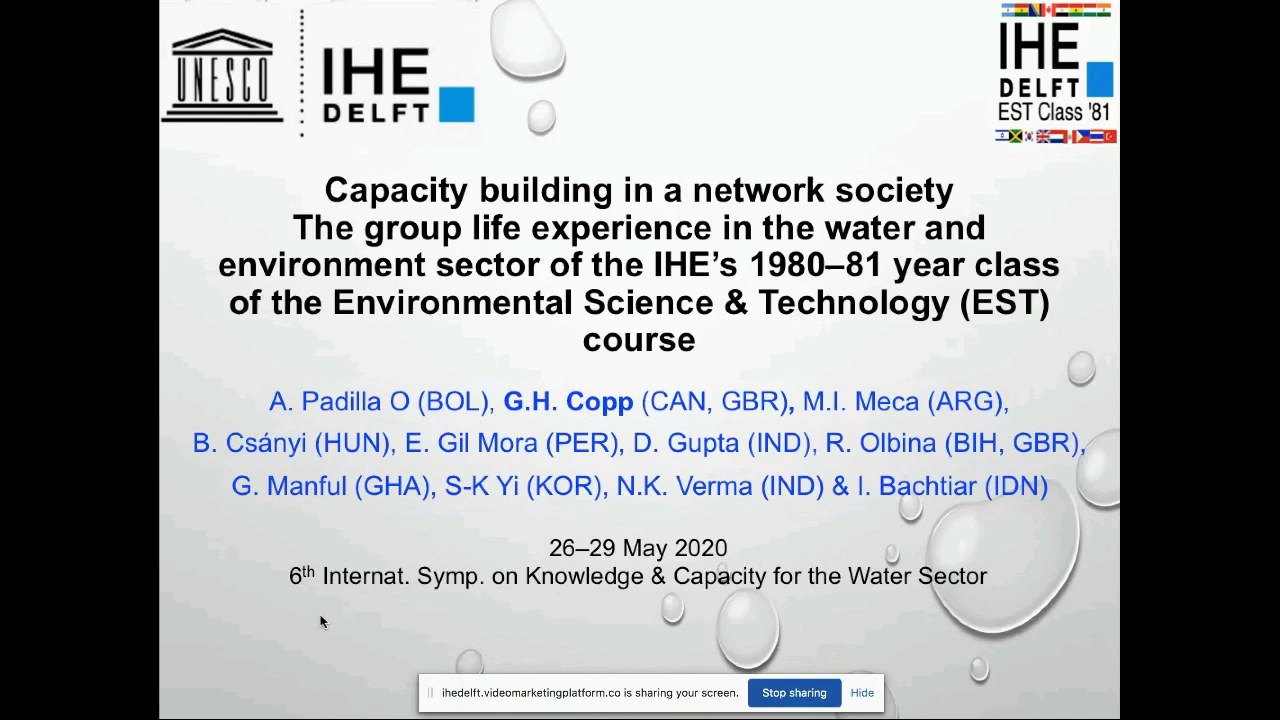 UNESCO
IHE
DELFT
IHE
DELFT
EST Class '81
Capacity building in a network society
The group life experience in the water and
environment sector of the IHE’s 1980–81 year class
of the Environmental Science & Technology (EST)
course
A. Padilla O (BOL), G.H. Copp (CAN, GBR), M.I. Meca (ARG),
B. Csányi (HUN), E. Gil Mora (PER), D. Gupta (IND), R. Olbina (BIH, GBR),
G. Manful (GHA), S-K Yi (KOR), N.K. Verma (IND) & I. Bachtiar (IDN)
26–29 May 2020
6th Internat. Symp. on Knowledge & Capacity for the Water Sector
ihedelft.videomarketingplatform.co is sharing your screen. Stop sharing Hide